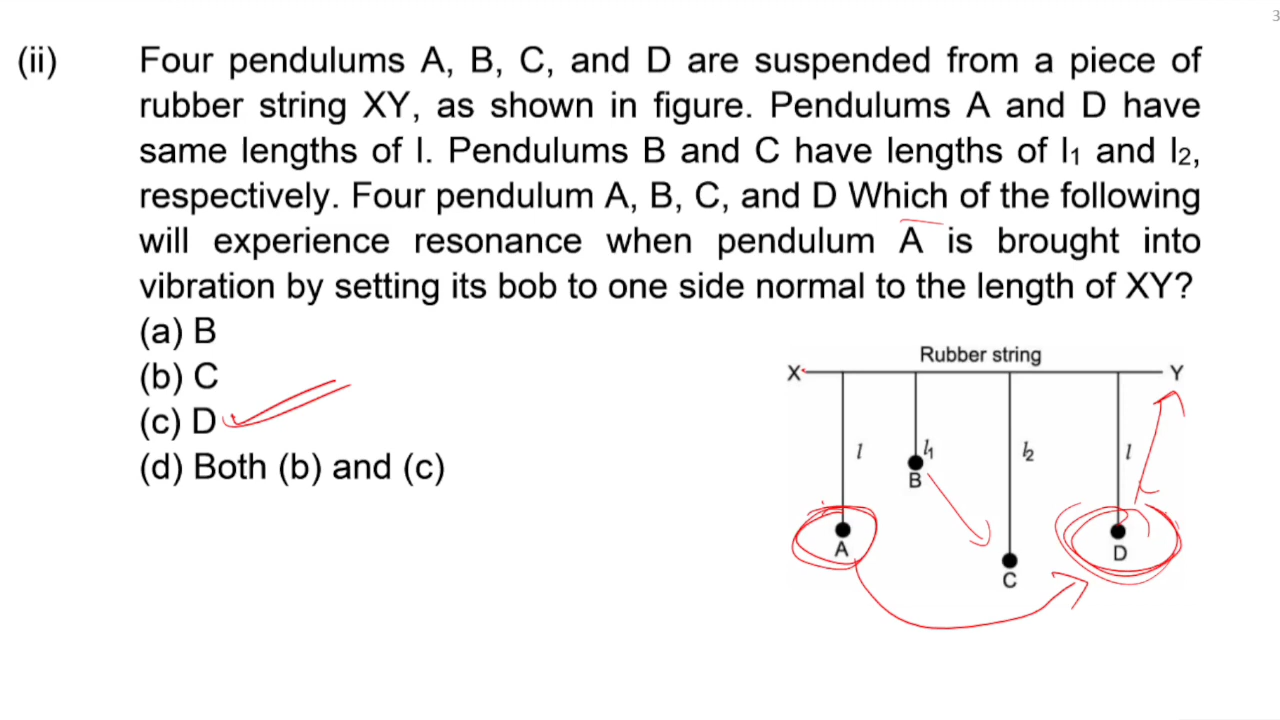 3
(ii) Four pendulums A, B, C, and D are suspended from a piece of
rubber string XY, as shown in figure. Pendulums A and D have
same lengths of l. Pendulums B and C have lengths of l₁ and l₂,
respectively. Four pendulum A, B, C, and D Which of the following
will experience resonance when pendulum A is brought into
vibration by setting its bob to one side normal to the length of XY?
(a) B
(b) C
(c) D
(d) Both (b) and (c)
Rubber string
X Y
l l₁ l₂ l
B
A D
C